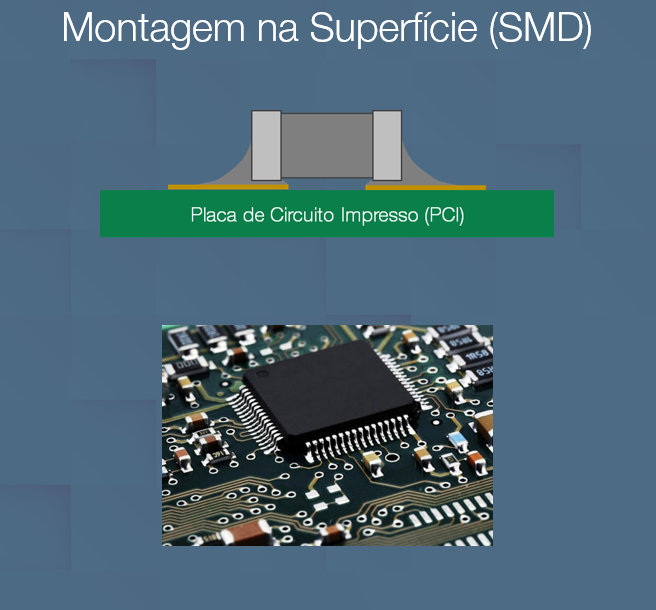 Montagem na Superfície (SMD)
Placa de Circuito Impresso (PCI)